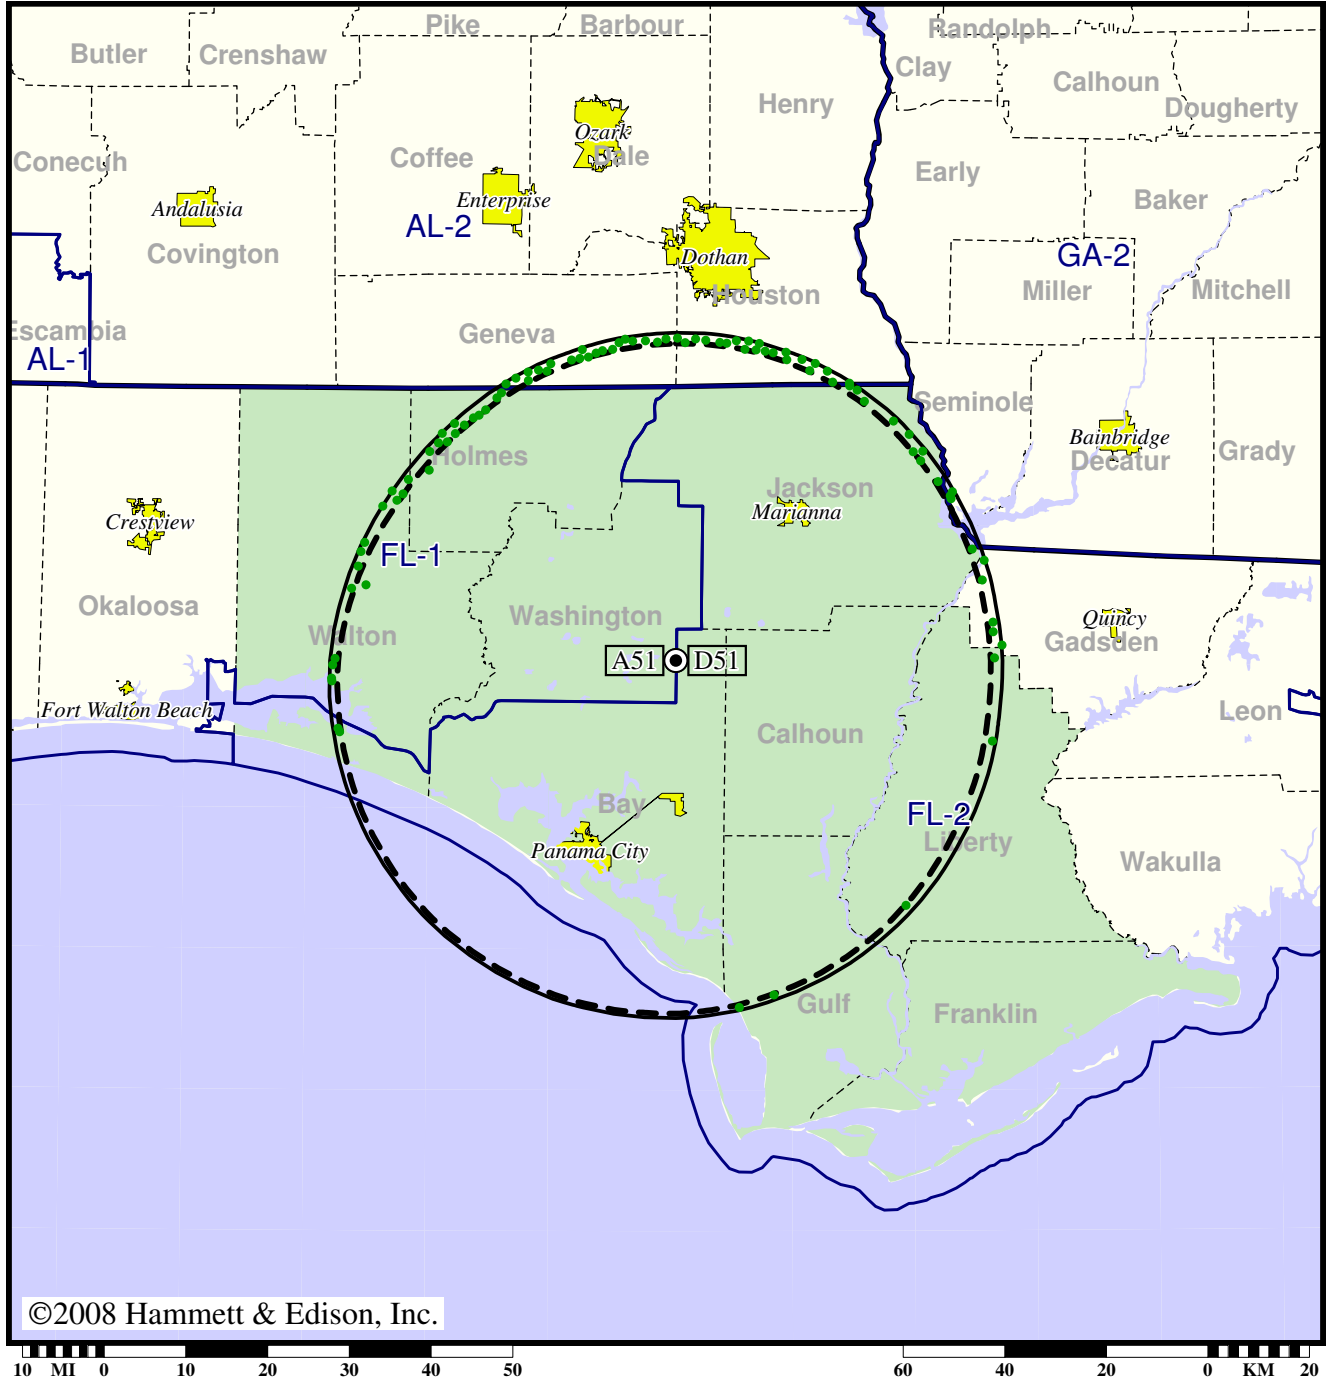 Pike
Barbour
Randolph
Butler
Crenshaw
Clay
Calhoun
Henry
Dougherty
Ozark
Conecuh
Coffee
Dale
Early
Baker
Andalusia
Enterprise
AL-2
Covington
Dothan
GA-2
Houston
Miller
Mitchell
Escambia
Geneva
AL-1
Seminole
Bainbridge
Holmes
Decatur
Grady
Jackson
Marianna
Crestview
FL-1
Okaloosa
Washington
Quincy
Walton
Gadsden
A51 D51
Fort Walton Beach
Leon
Calhoun
Bay
FL-2
Liberty
Panama City
Wakulla
Gulf
Franklin
©2008 Hammett & Edison, Inc.
10 MI 0 10 20 30 40 50 60 40 20 0 KM 20